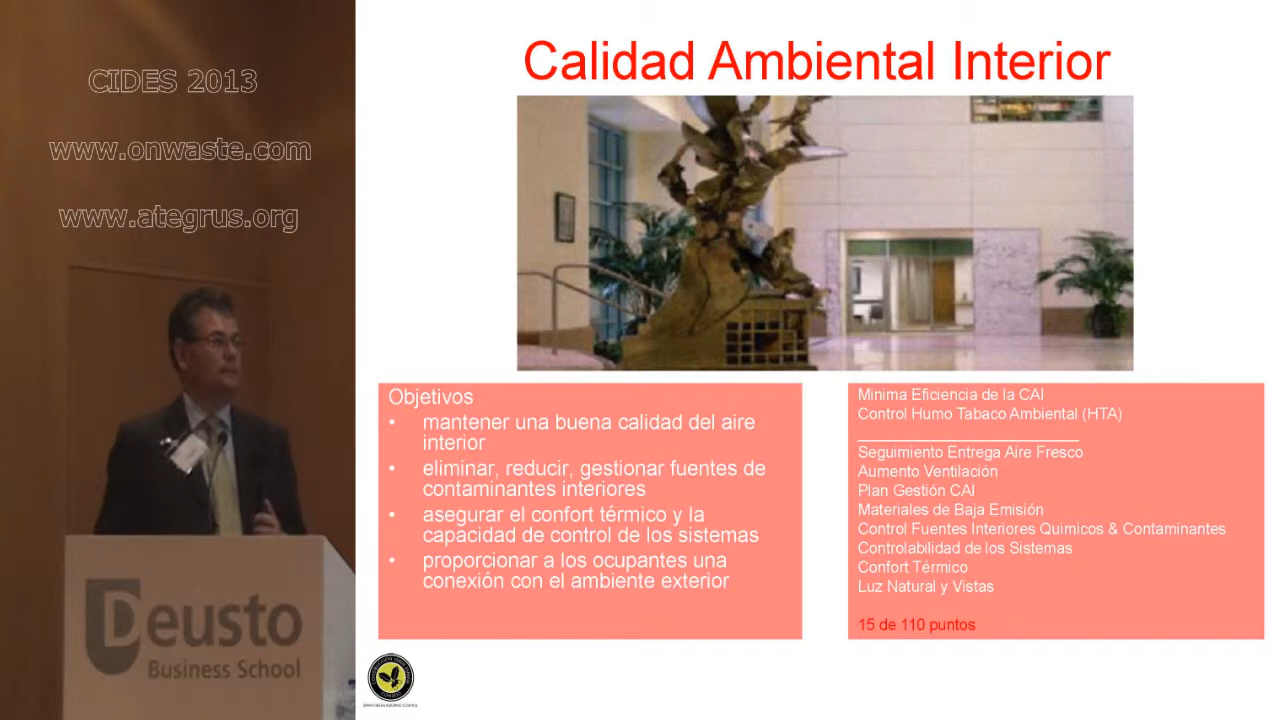 CIDES 2013
www.onwaste.com
www.ategrus.org
Deusto
Business School
Calidad Ambiental Interior
Objetivos
• mantener una buena calidad del aire
interior
• eliminar, reducir, gestionar fuentes de
contaminantes interiores
• asegurar el confort térmico y la
capacidad de control de los sistemas
• proporcionar a los ocupantes una
conexión con el ambiente exterior
Minima Eficiencia de la CAI
Control Humo Tabaco Ambiental (HTA)
Seguimiento Entrega Aire Fresco
Aumento Ventilación
Plan Gestión CAI
Materiales de Baja Emisión
Control Fuentes Interiores Quimicos & Contaminantes
Controlabilidad de los Sistemas
Confort Térmico
Luz Natural y Vistas
15 de 110 puntos
SPAIN GREEN BUILDING COUNCIL